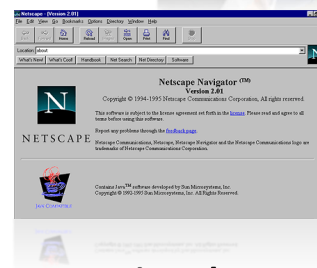 Netscape - [Version 2.01]
File Edit View Go Bookmarks Options Directory Window Help
Back Forward Home Reload Images Open Print Find Stop
Location: about:
What's New! What's Cool! Handbook Net Search Net Directory Software
Netscape Navigator (TM)
Version 2.01
Copyright © 1994-1995 Netscape Communications Corporation, All rights reserved.
This software is subject to the license agreement set forth in the license. Please read and agree to all
terms before using this software.
Report any problems through the feedback page.
Netscape Communications, Netscape, Netscape Navigator and the Netscape Communications logo are
trademarks of Netscape Communications Corporation.
N
NETSCAPE
JAVA COMPATIBLE
Contains Java™ software developed by Sun Microsystems, Inc.
Copyright © 1992-1995 Sun Microsystems, Inc. All Rights Reserved.